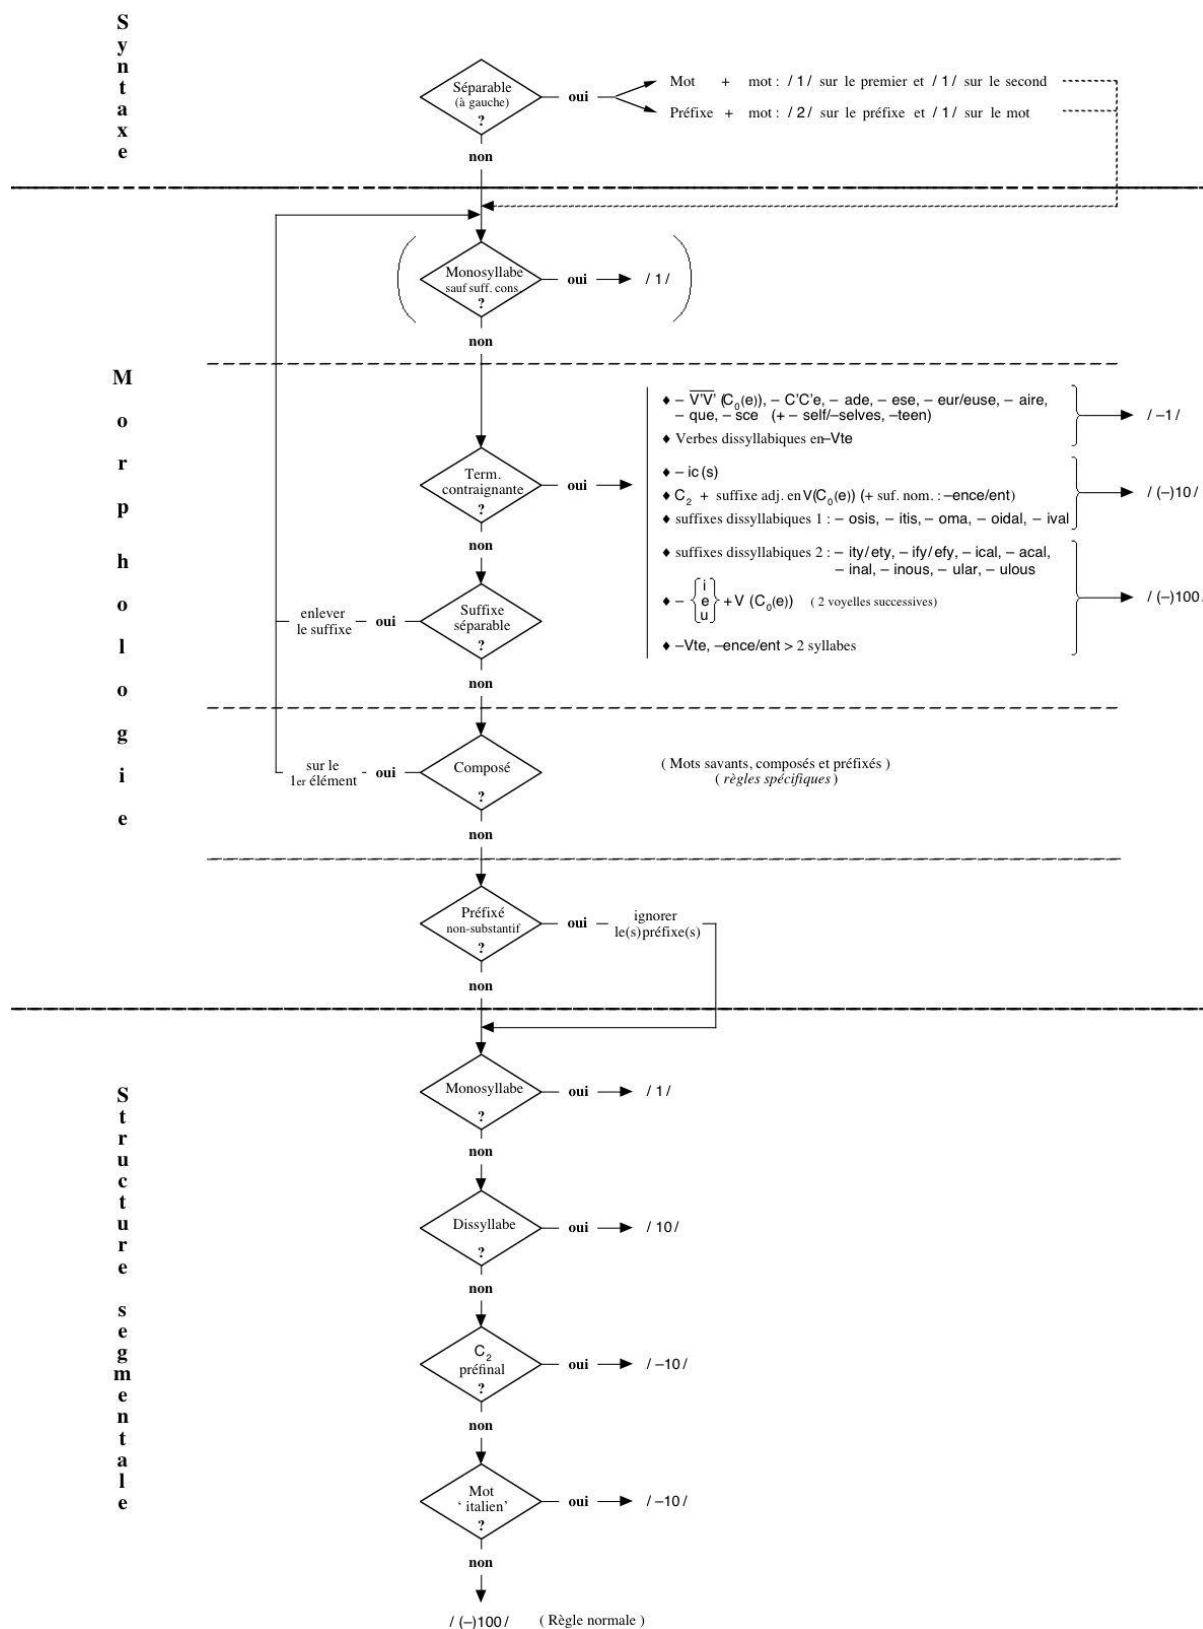 Syntaxe
Séparable
(à gauche)
?
oui
Mot + mot : / 1 / sur le premier et / 1 / sur le second
Préfixe + mot : / 2 / sur le préfixe et / 1 / sur le mot
non
Morphologie
Monosyllabe
sauf suff. cons.
?
oui
/ 1 /
non
Term.
contraignante
?
oui
♦ – V'V' (C₀(e)), – C'C'e, – ade, – ese, – eur/euse, – aire,
– que, – sce (+ – self/–selves, –teen)
♦ Verbes dissyllabiques en–Vte
/ –1 /
♦ – ic (s)
♦ C₂ + suffixe adj. en V(C₀(e)) (+ suf. nom. : –ence/ent)
♦ suffixes dissyllabiques 1 : – osis, – itis, – oma, – oidal, – ival
/ (–)10 /
♦ suffixes dissyllabiques 2 : – ity/ ety, – ify/ efy, – ical, – acal,
– inal, – inous, – ular, – ulous
♦ – { i e u } + V (C₀(e)) ( 2 voyelles successives)
♦ –Vte, –ence/ent > 2 syllabes
/ (–)100 /
non
Suffixe
séparable
?
oui
enlever
le suffixe
non
Composé
?
oui
sur le
1er élément
( Mots savants, composés et préfixés )
( règles spécifiques )
non
Préfixé
non-substantif
?
oui
ignorer
le(s)préfixe(s)
non
Structure segmentale
Monosyllabe
?
oui
/ 1 /
non
Dissyllabe
?
oui
/ 10 /
non
C₂
préfinal
?
oui
/ –10 /
non
Mot
‘ italien’
?
oui
/ –10 /
non
/ (–)100 / ( Règle normale )